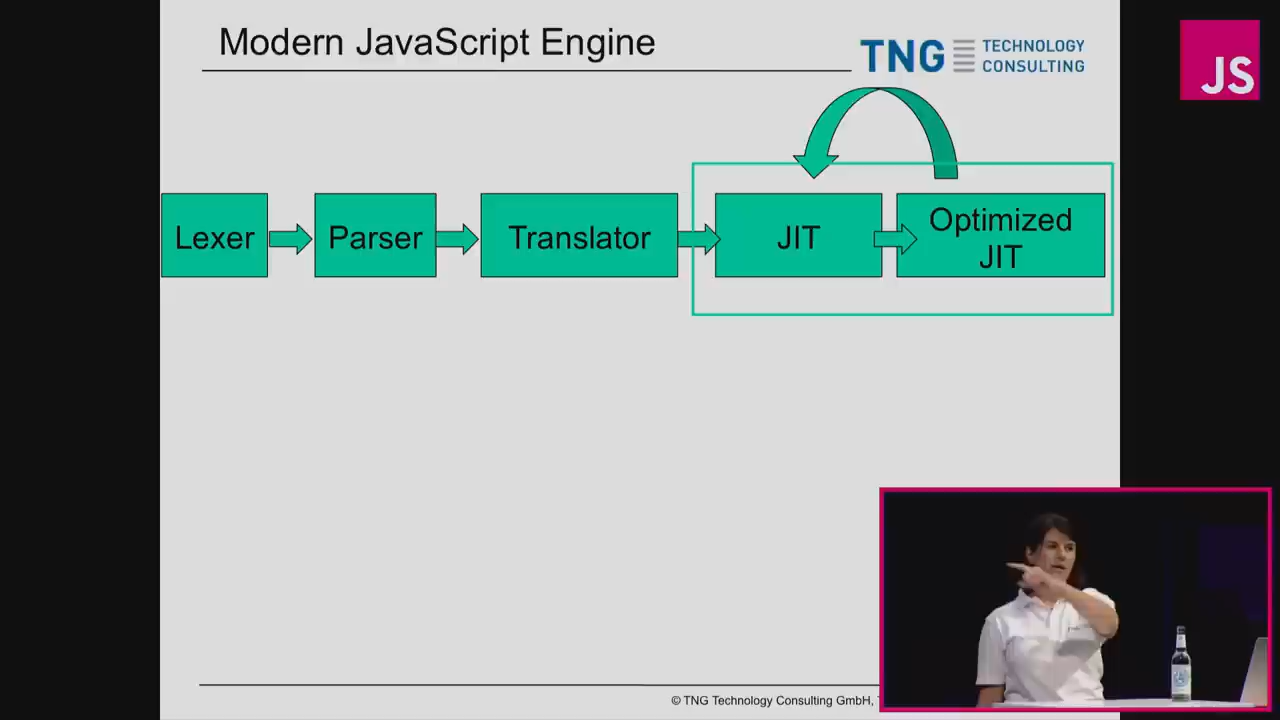 Modern JavaScript Engine
TNG TECHNOLOGY
CONSULTING
JS
Lexer
Parser
Translator
JIT
Optimized
JIT
© TNG Technology Consulting GmbH,